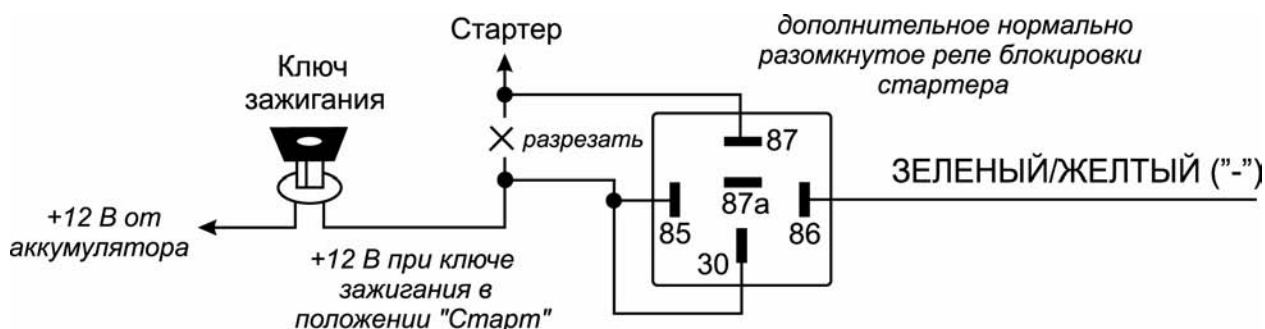 Стартер
дополнительное нормально
разомкнутое реле блокировки
стартера
Ключ
зажигания
разрезать
87
87а
85
86
30
ЗЕЛЕНЫЙ/ЖЕЛТЫЙ ("-")
+12 В от
аккумулятора
+12 В при ключе
зажигания в
положении "Старт"